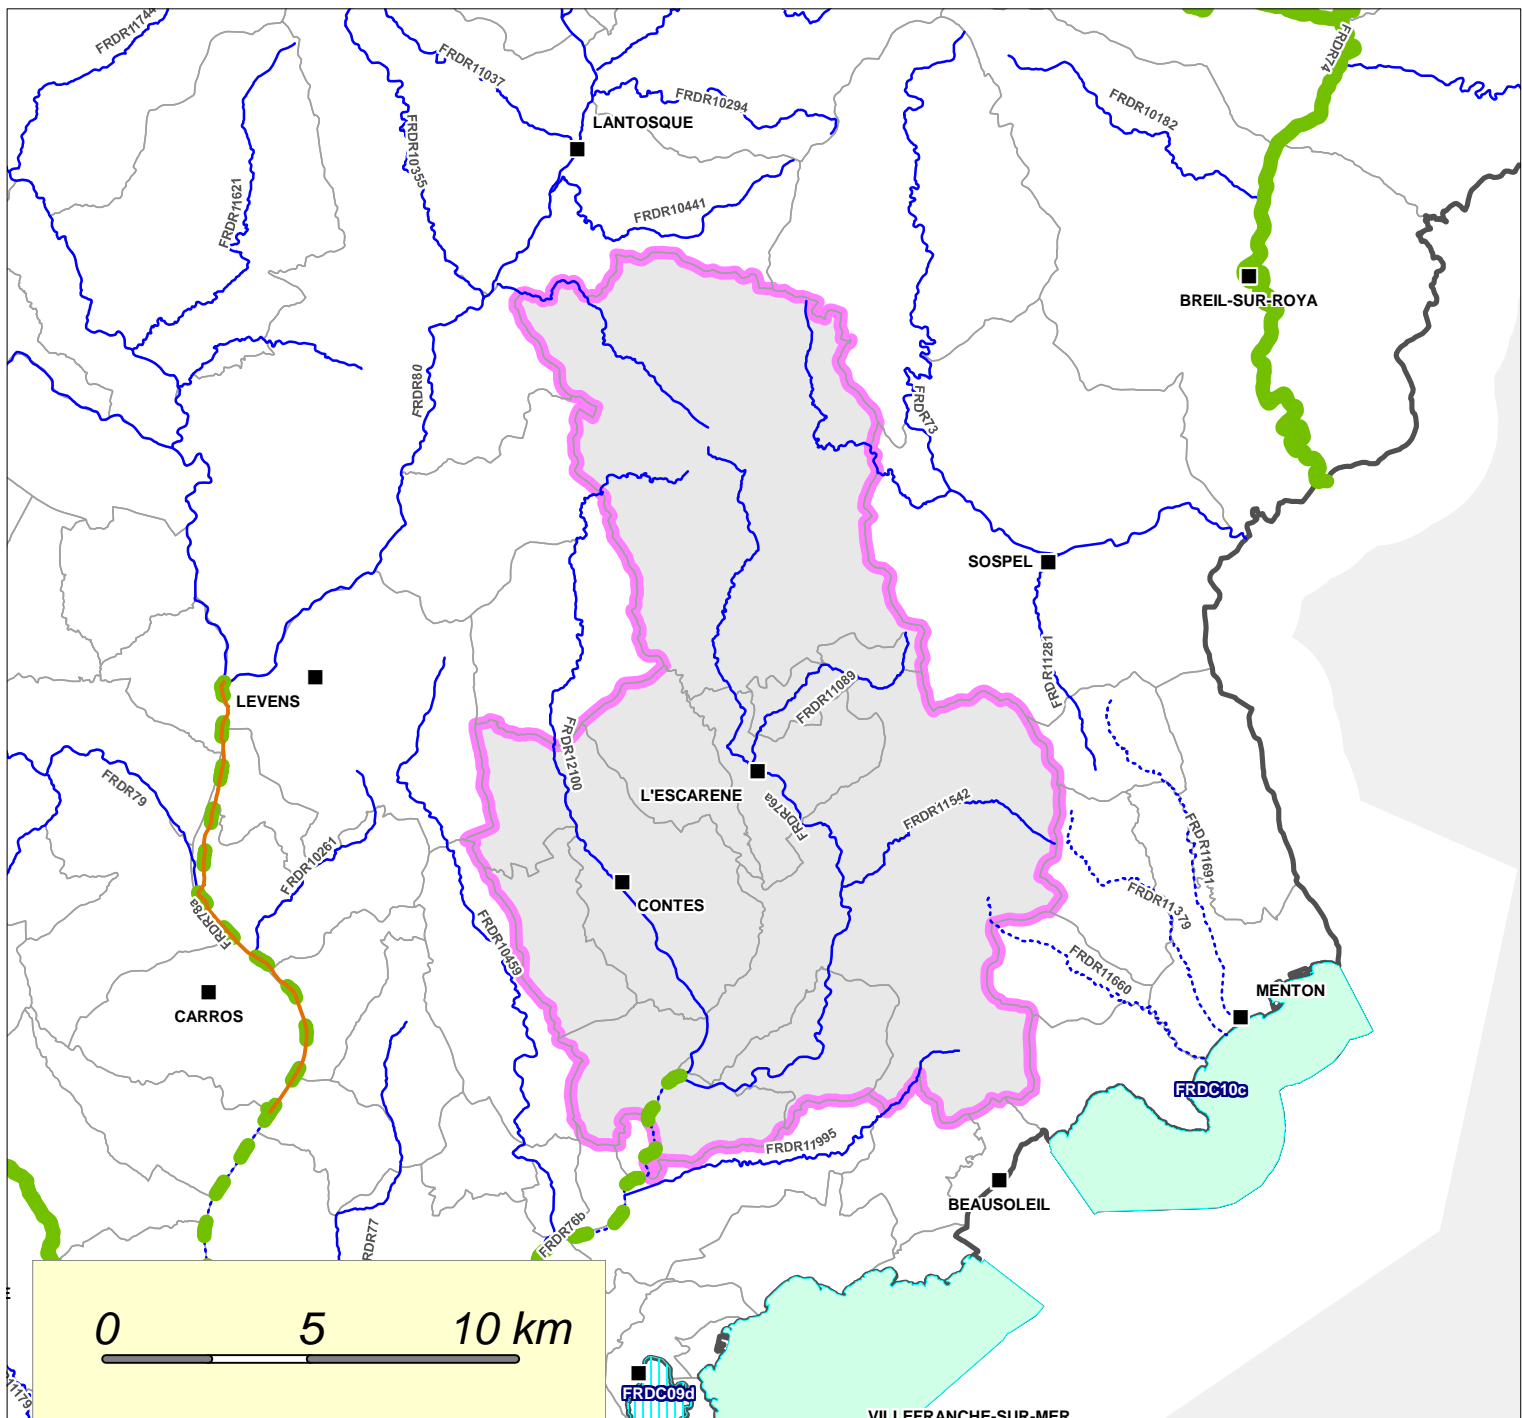 FRDR11744
FRDR11037
FRDR74
FRDR10294
FRDR10182
LANTOSQUE
FRDR10355
FRDR11621
FRDR10441
BREIL-SUR-ROYA
FRDR80
FRDR73
SOSPEL
FRDR11281
LEVENS
FRDR11089
FRDR12100
FRDR79
L'ESCARENE
FRDR76a
FRDR11542
FRDR10261
FRDR11691
CONTES
FRDR11379
FRDR78a
FRDR10459
FRDR11660
CARROS
MENTON
FRDC10c
FRDR11995
BEAUSOLEIL
FRDR76b
RDR77
E
0 5 10 km
FRDC09d
11179
VILLEFRANCHE-SUR-MER